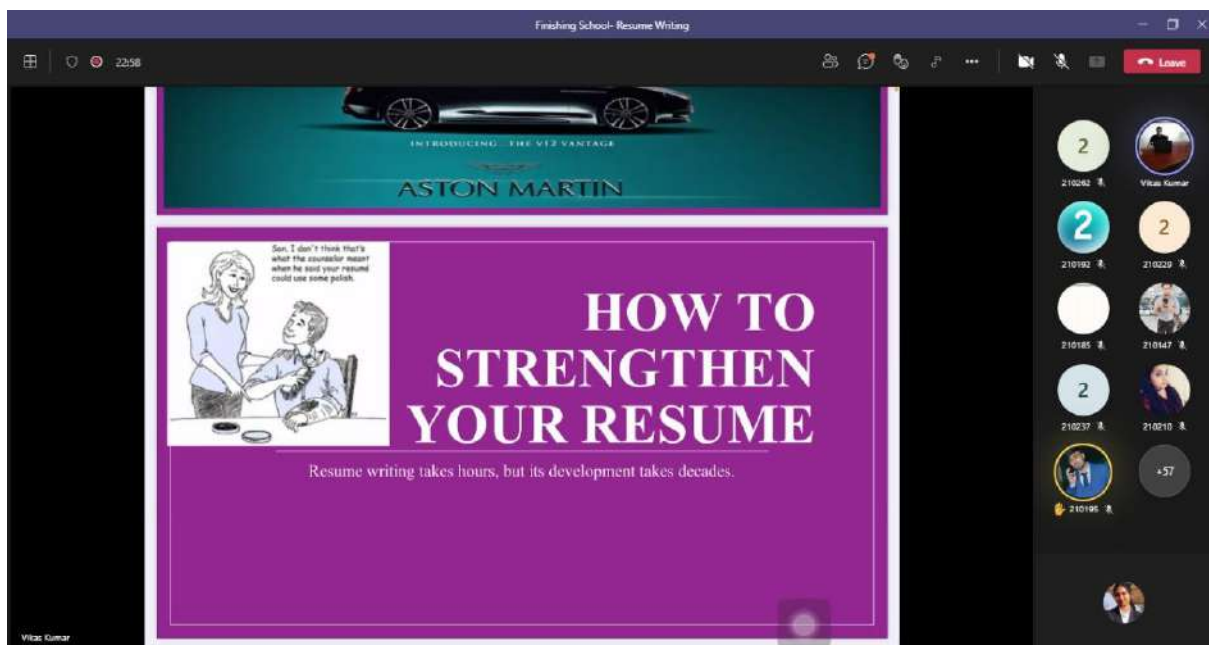 Finishing School- Resume Writing
22:58
Leave
INTRODUCING... THE V12 VANTAGE
ASTON MARTIN
Son, I don't think that's
what the counselor meant
when he said your resumé
could use some polish.
HOW TO
STRENGTHEN
YOUR RESUME
Resume writing takes hours, but its development takes decades.
2
210262
Vikas Kumar
2
210192
2
210229
210185
210147
2
210237
210210
210195
+57
Vikas Kumar